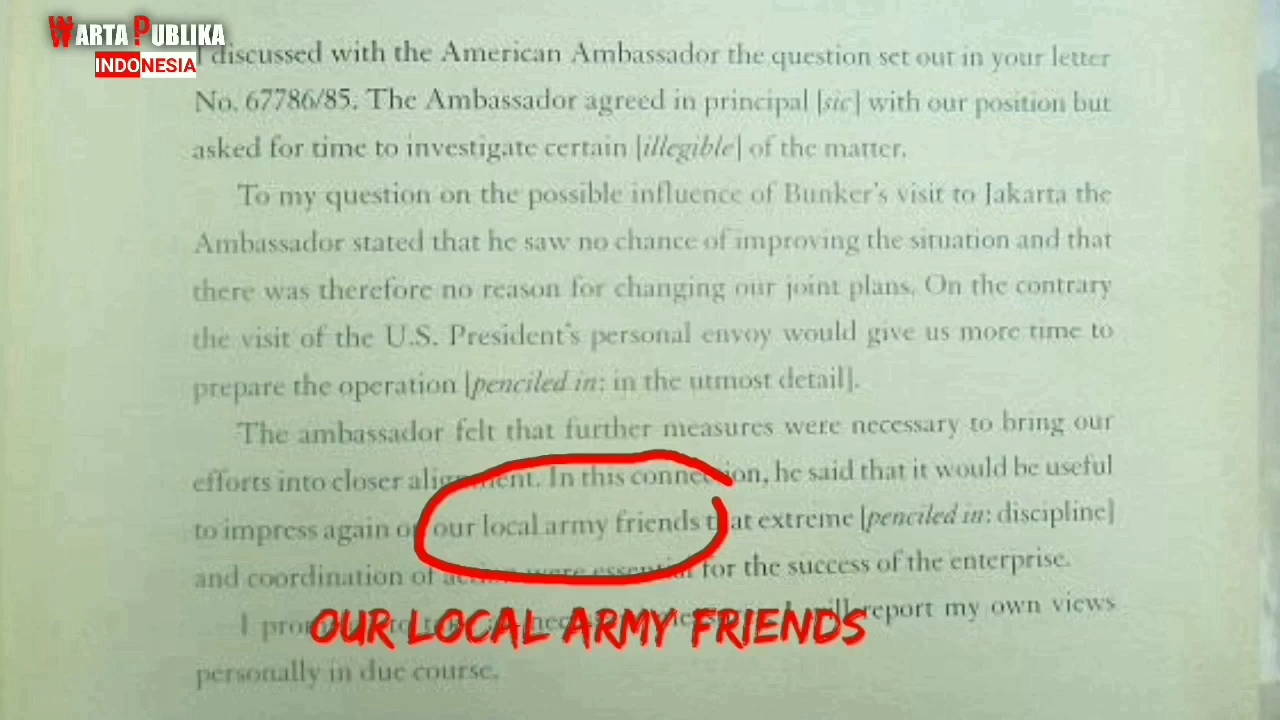 WARTA PUBLIKA
INDONESIA
I discussed with the American Ambassador the question set out in your letter
No. 67786/85. The Ambassador agreed in principal [sic] with our position but
asked for time to investigate certain [illegible] of the matter.
To my question on the possible influence of Bunker's visit to Jakarta the
Ambassador stated that he saw no chance of improving the situation and that
there was therefore no reason for changing our joint plans. On the contrary
the visit of the U.S. President's personal envoy would give us more time to
prepare the operation [penciled in: in the utmost detail].
The ambassador felt that further measures were necessary to bring our
efforts into closer alignment. In this connection, he said that it would be useful
to impress again on our local army friends that extreme [penciled in: discipline]
and coordination of action were essential for the success of the enterprise.
I report my own views
OUR LOCAL ARMY FRIENDS
personally in due course.